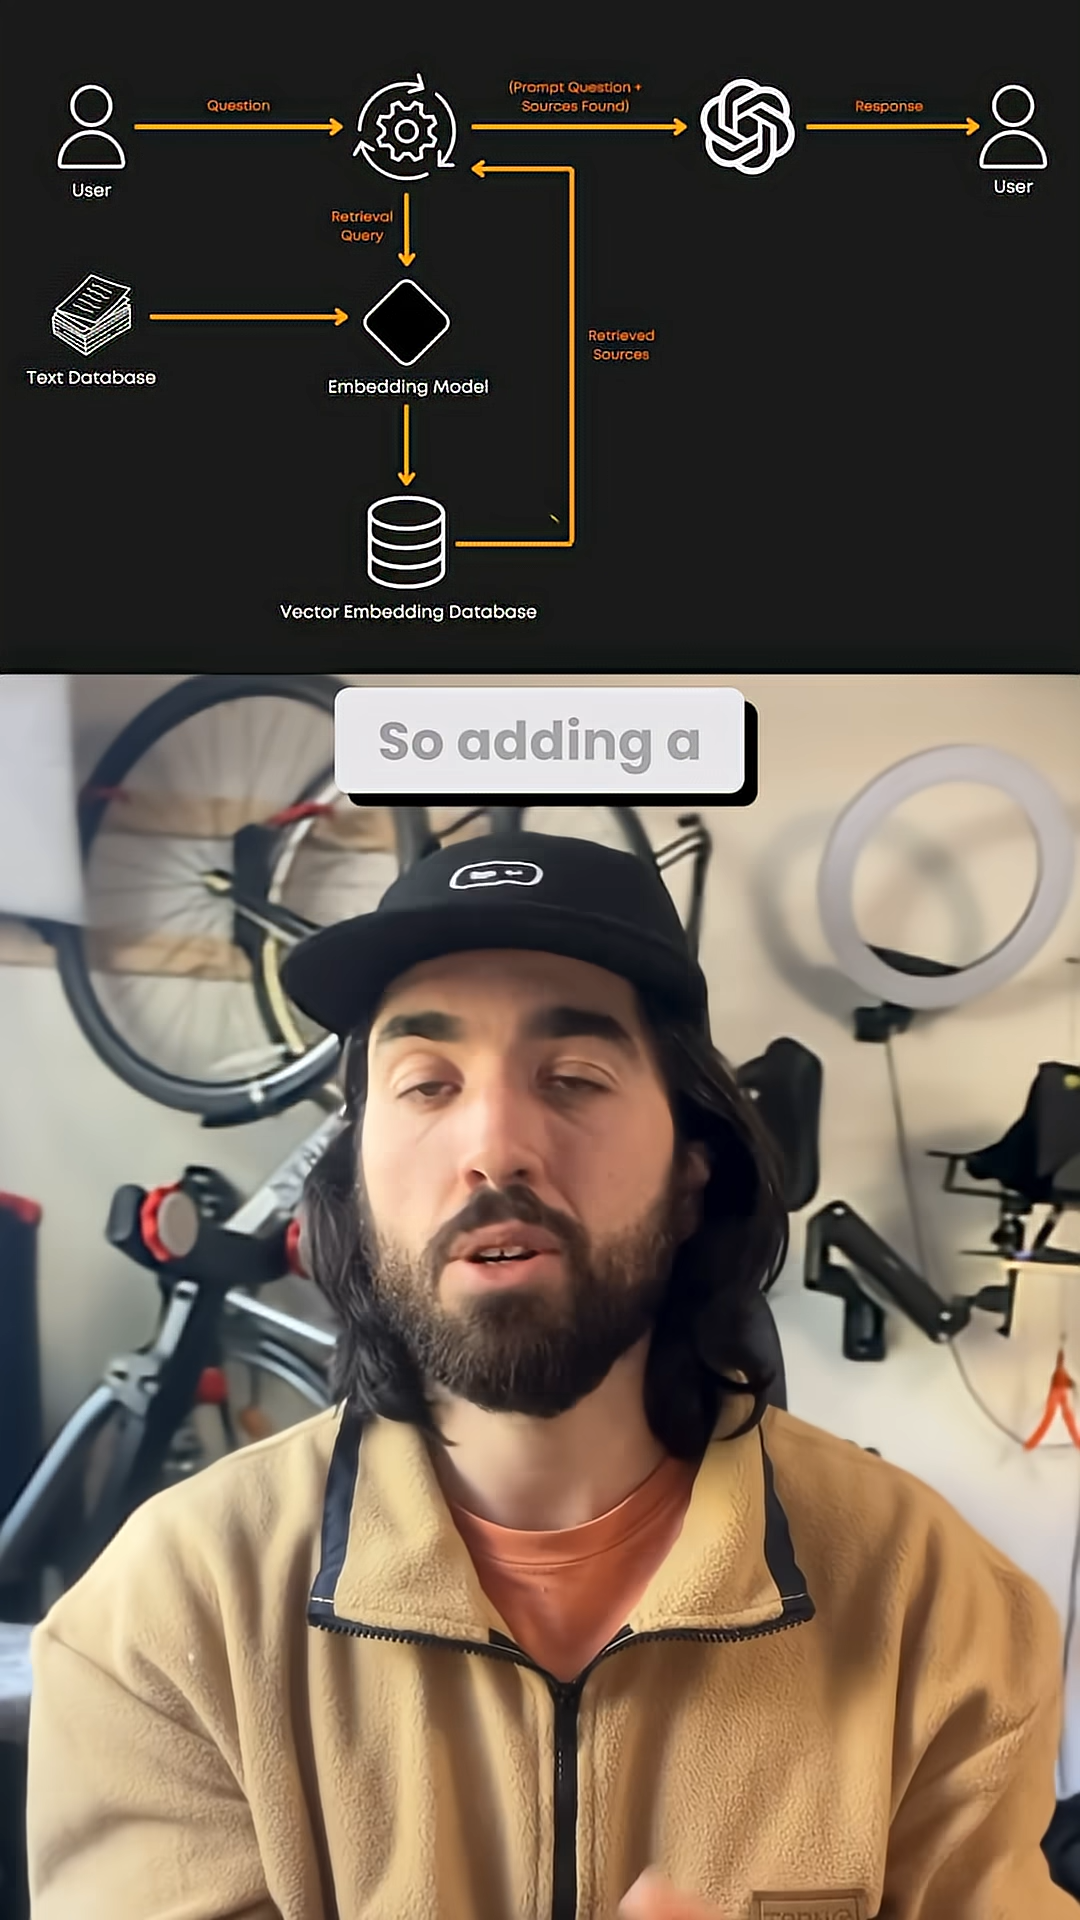 Question
(Prompt Question +
Sources Found)
Response
User
User
Retrieval
Query
Text Database
Embedding Model
Retrieved
Sources
Vector Embedding Database
So adding a